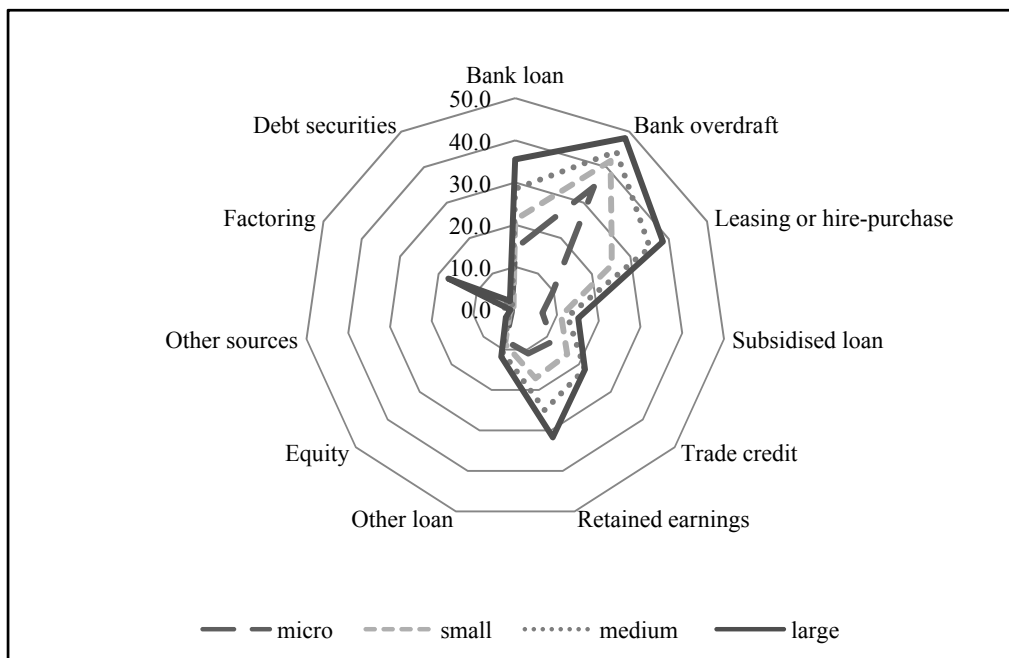 Bank loan
50.0
Debt securities
Bank overdraft
40.0
30.0
Factoring
Leasing or hire-purchase
20.0
10.0
0.0
Other sources
Subsidised loan
Equity
Trade credit
Other loan
Retained earnings
micro small medium large